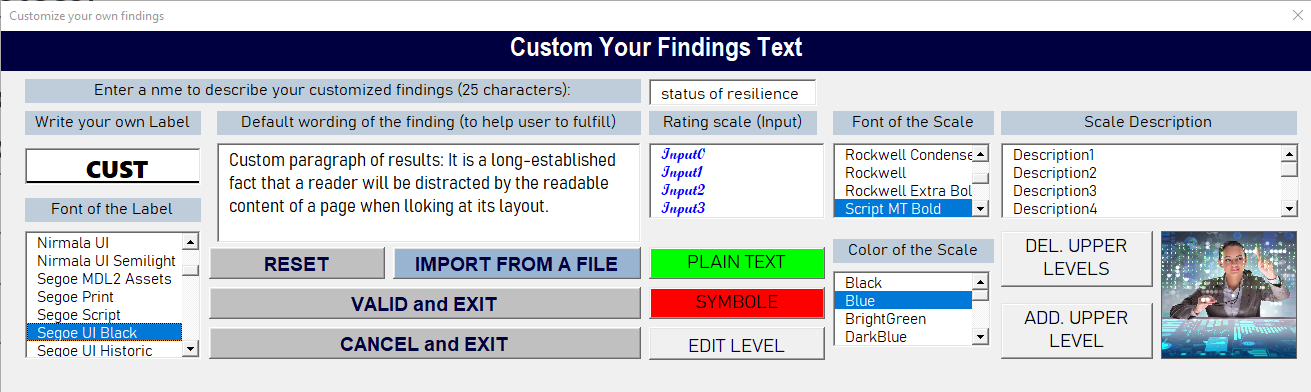 Customize your own findings
Custom Your Findings Text
Enter a nme to describe your customized findings (25 characters):
status of resilience
Write your own Label
Default wording of the finding (to help user to fulfill)
Rating scale (Input)
Font of the Scale
Scale Description
CUST
Custom paragraph of results: It is a long-established
fact that a reader will be distracted by the readable
content of a page when lloking at its layout.
Input0
Input1
Input2
Input3
Rockwell Condense
Rockwell
Rockwell Extra Bol
Script MT Bold
Description1
Description2
Description3
Description4
Font of the Label
Nirmala UI
Nirmala UI Semilight
Segoe MDL2 Assets
Segoe Print
Segoe Script
Segoe UI Black
Segoe UI Historic
RESET
IMPORT FROM A FILE
VALID and EXIT
CANCEL and EXIT
PLAIN TEXT
SYMBOLE
EDIT LEVEL
Color of the Scale
Black
Blue
BrightGreen
DarkBlue
DEL. UPPER
LEVELS
ADD. UPPER
LEVEL